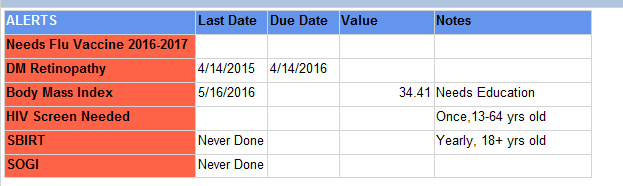 ALERTS Last Date Due Date Value Notes
Needs Flu Vaccine 2016-2017
DM Retinopathy 4/14/2015 4/14/2016
Body Mass Index 5/16/2016 34.41 Needs Education
HIV Screen Needed Once,13-64 yrs old
SBIRT Never Done Yearly, 18+ yrs old
SOGI Never Done